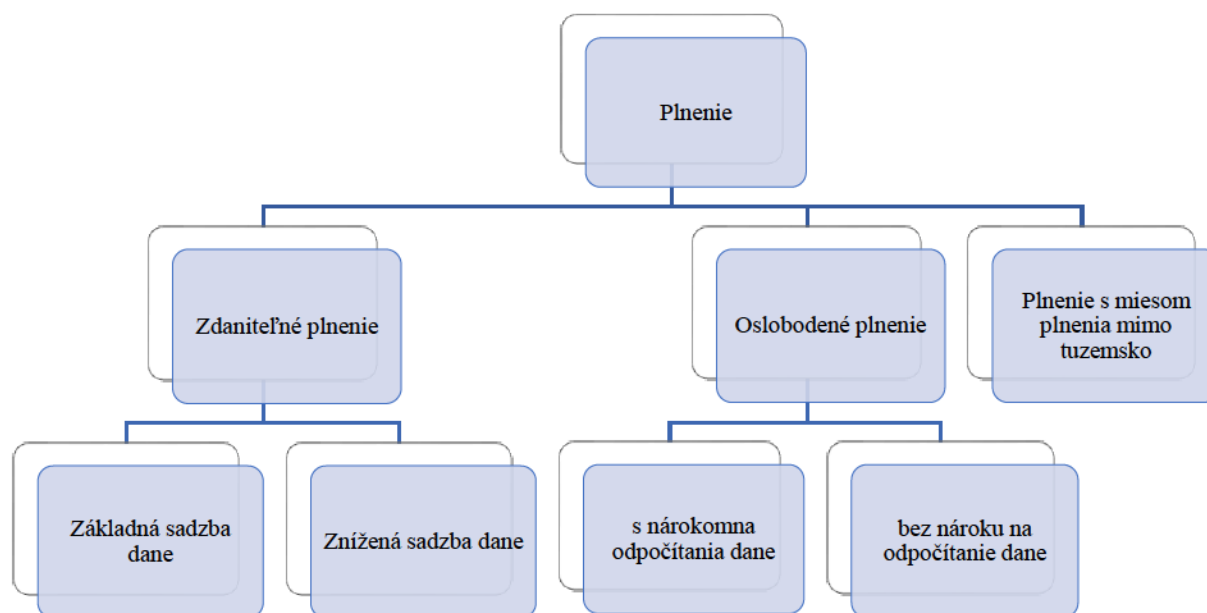 Plnenie
Zdaniteľné plnenie
Oslobodené plnenie
Plnenie s miesom
plnenia mimo
tuzemsko
Základná sadzba
dane
Znížená sadzba dane
s nárokomna
odpočítania dane
bez nároku na
odpočítanie dane